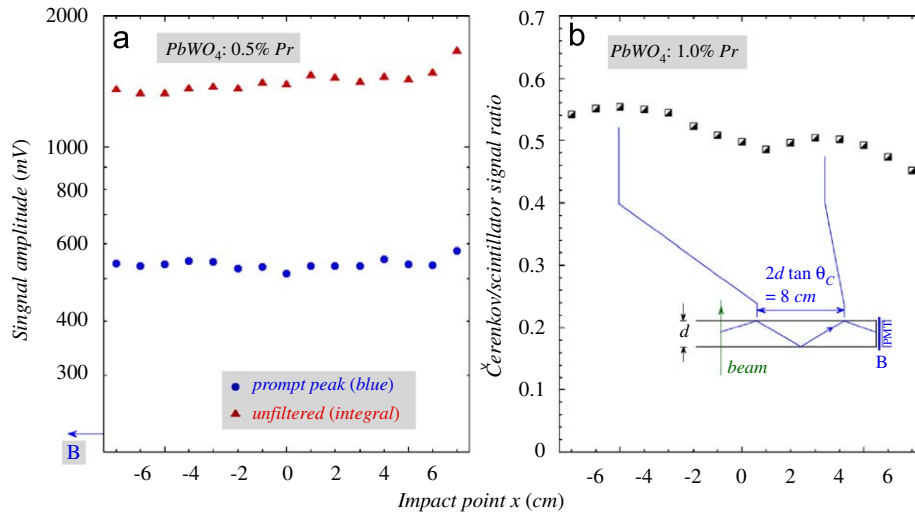 a
PbWO4: 0.5% Pr
2000
1000
800
600
400
300
Singnal amplitude (mV)
prompt peak (blue)
unfiltered (integral)
B
-6 -4 -2 0 2 4 6
b
PbWO4: 1.0% Pr
0.7
0.6
0.5
0.4
0.3
0.2
0.1
0
Čerenkov/scintillator signal ratio
2d tan θC
= 8 cm
d
beam
PMT
B
-6 -4 -2 0 2 4 6
Impact point x (cm)